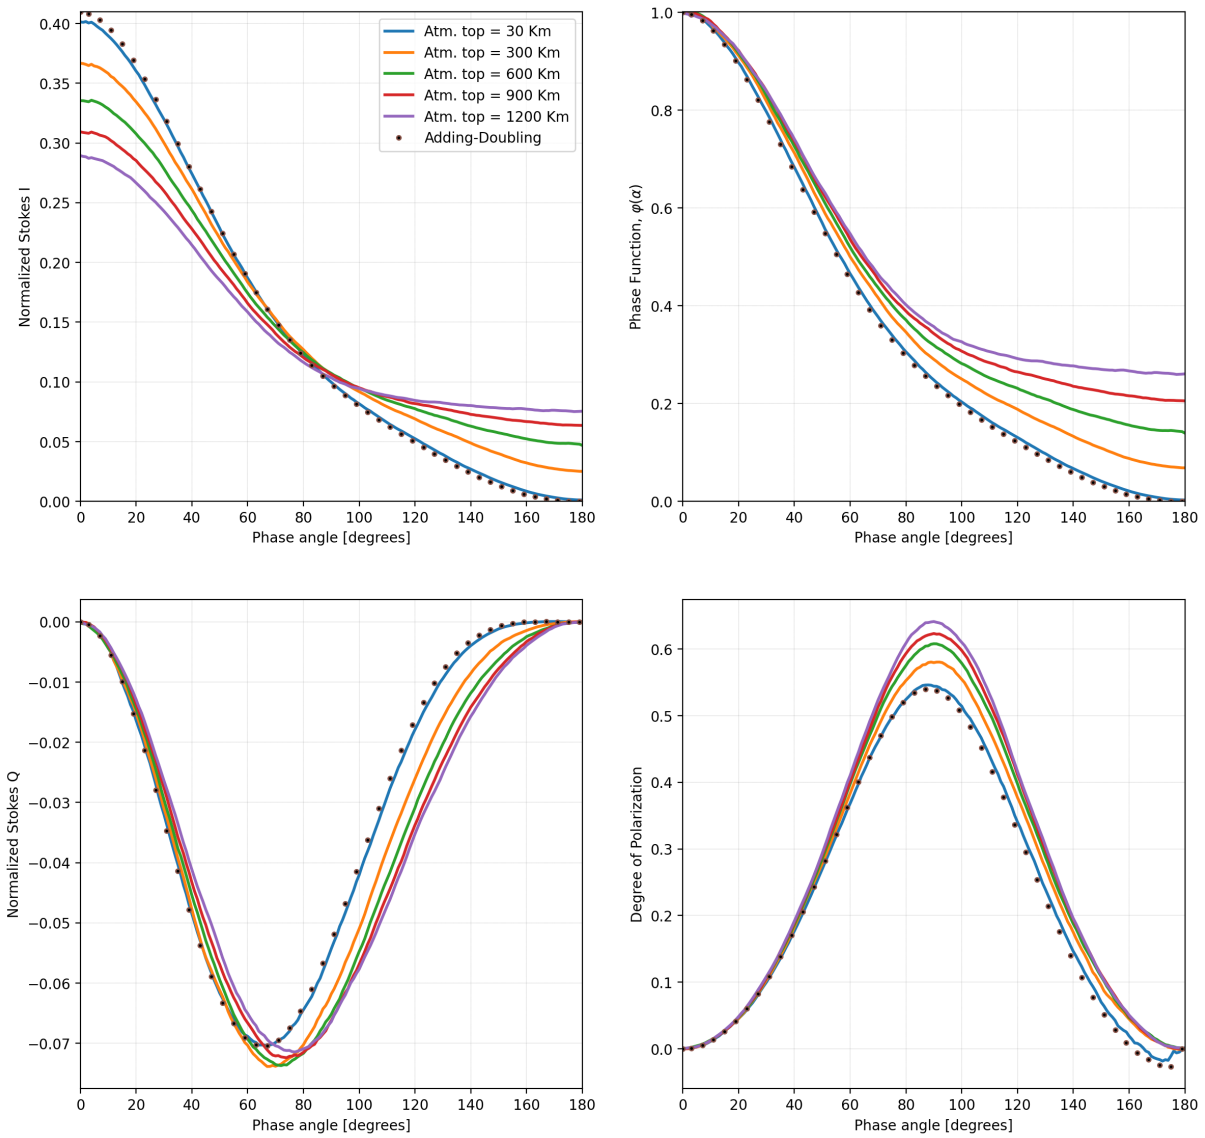 Normalized Stokes I
0.40
0.35
0.30
0.25
0.20
0.15
0.10
0.05
0.00
Atm. top = 30 Km
Atm. top = 300 Km
Atm. top = 600 Km
Atm. top = 900 Km
Atm. top = 1200 Km
Adding-Doubling
0 20 40 60 80 100 120 140 160 180
Phase angle [degrees]
Phase Function, φ(α)
1.0
0.8
0.6
0.4
0.2
0.0
0 20 40 60 80 100 120 140 160 180
Phase angle [degrees]
Normalized Stokes Q
0.00
−0.01
−0.02
−0.03
−0.04
−0.05
−0.06
−0.07
0 20 40 60 80 100 120 140 160 180
Phase angle [degrees]
Degree of Polarization
0.6
0.5
0.4
0.3
0.2
0.1
0.0
0 20 40 60 80 100 120 140 160 180
Phase angle [degrees]